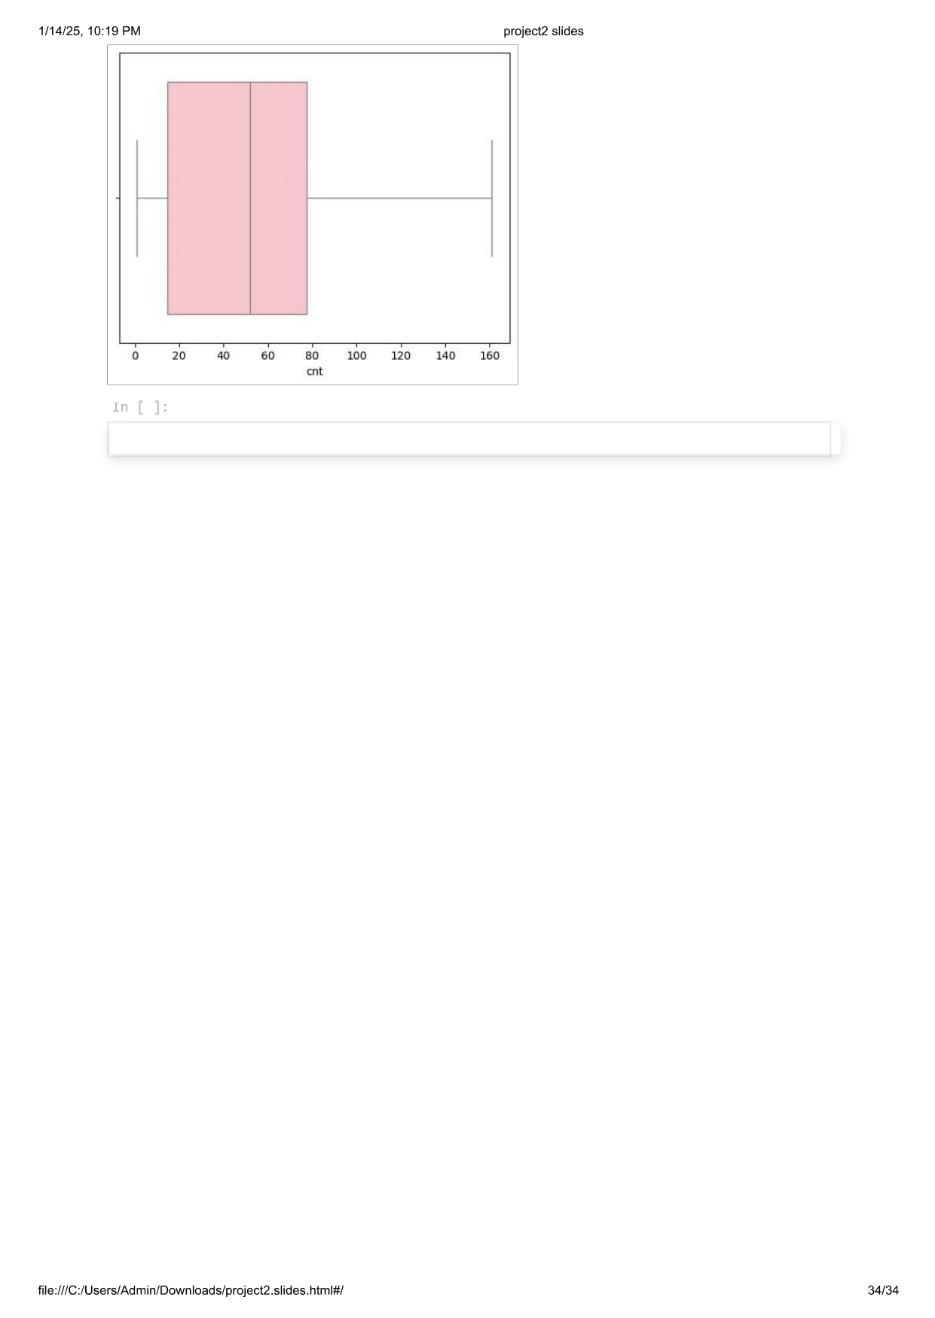 1/14/25, 10:19 PM project2 slides
0 20 40 60 80 100 120 140 160
cnt
In [ ]:
file:///C:/Users/Admin/Downloads/project2.slides.html#/ 34/34